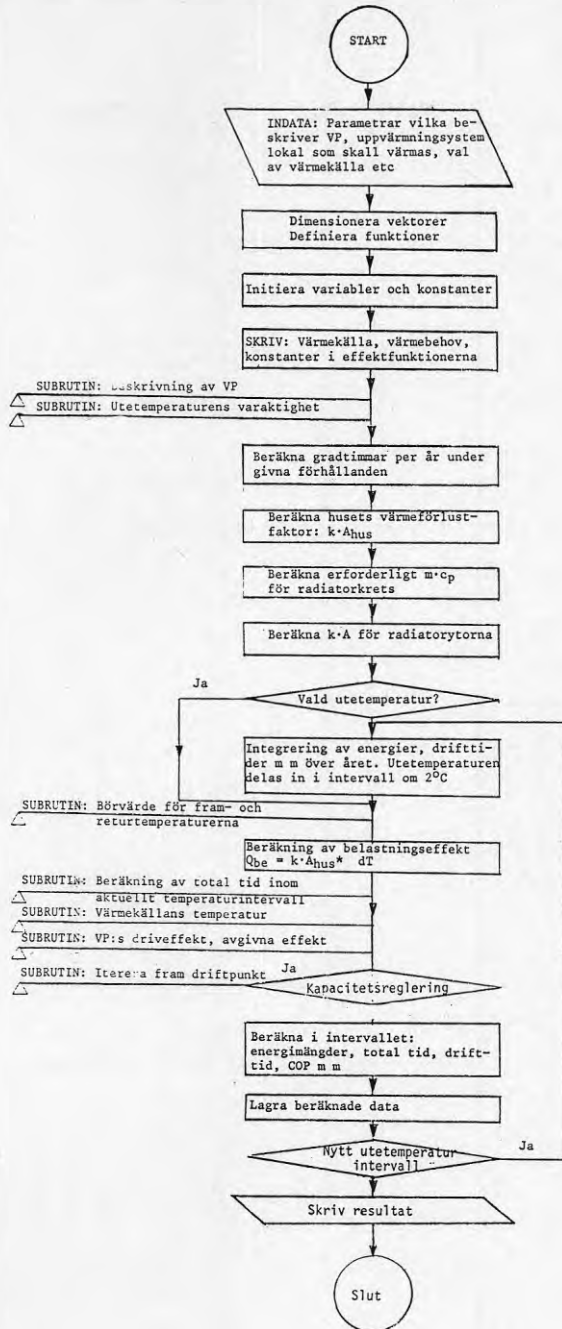 START
INDATA: Parametrar vilka be-
skriver VP, uppvärmningsystem
lokal som skall värmas, val
av värmekälla etc
Dimensionera vektorer
Definiera funktioner
Initiera variabler och konstanter
SKRIV: Värmekälla, värmebehov,
konstanter i effektfunktionerna
SUBRUTIN: Beskrivning av VP
SUBRUTIN: Utetemperaturens varaktighet
Beräkna gradtimmar per år under
givna förhållanden
Beräkna husets värmeförlust-
faktor: k·Ahus
Beräkna erforderligt m·cp
för radiatorkrets
Beräkna k·A för radiatorytorna
Ja
Vald utetemperatur?
Integrering av energier, drifttid-
er m m över året. Utetemperaturen
delas in i intervall om 2°C
SUBRUTIN: Börvärde för fram- och
returtemperaturerna
Beräkning av belastningseffekt
Qbe = k·Ahus* dT
SUBRUTIN: Beräkning av total tid inom
aktuellt temperaturintervall
SUBRUTIN: Värmekällans temperatur
SUBRUTIN: VP:s driveffekt, avgivna effekt
SUBRUTIN: Iterera fram driftpunkt
Ja
Kapacitetsreglering
Beräkna i intervallet:
energimängder, total tid, drift-
tid, COP m m
Lagra beräknade data
Nytt utetemperatur
intervall
Ja
Skriv resultat
Slut